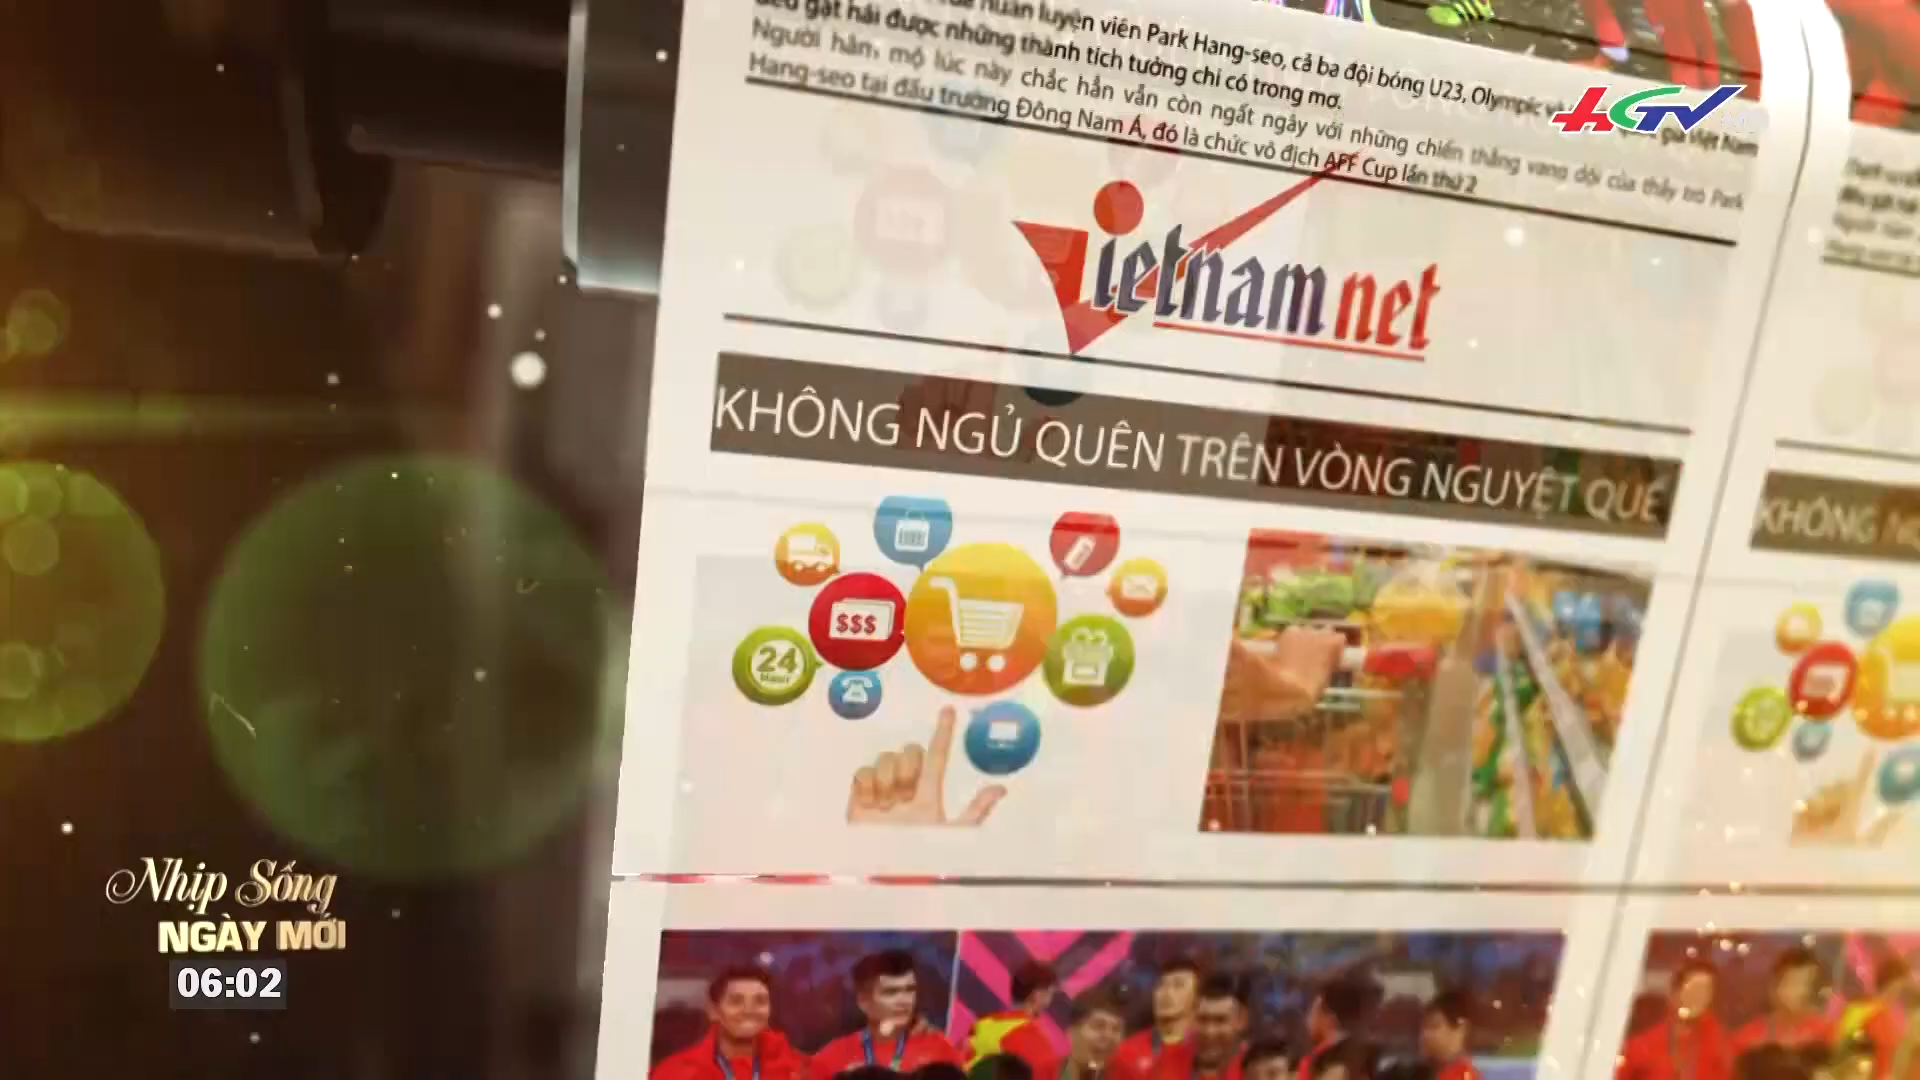 huấn luyện viên Park Hang-seo, cả ba đội bóng U23, Olympic
gặt hái được những thành tích tưởng chỉ có trong mơ.
Người hâm mộ lúc này chắc hẳn vẫn còn ngất ngây với những chiến thắng vang dội của thầy trò Park
Hang-seo tại đấu trường Đông Nam Á, đó là chức vô địch AFF Cup lần thứ 2
HGTV
Vietnamnet
KHÔNG NGỦ QUÊN TRÊN VÒNG NGUYỆT QUẾ
KHÔNG
$$$
24
Nhịp Sống
NGÀY MỚI
06:02